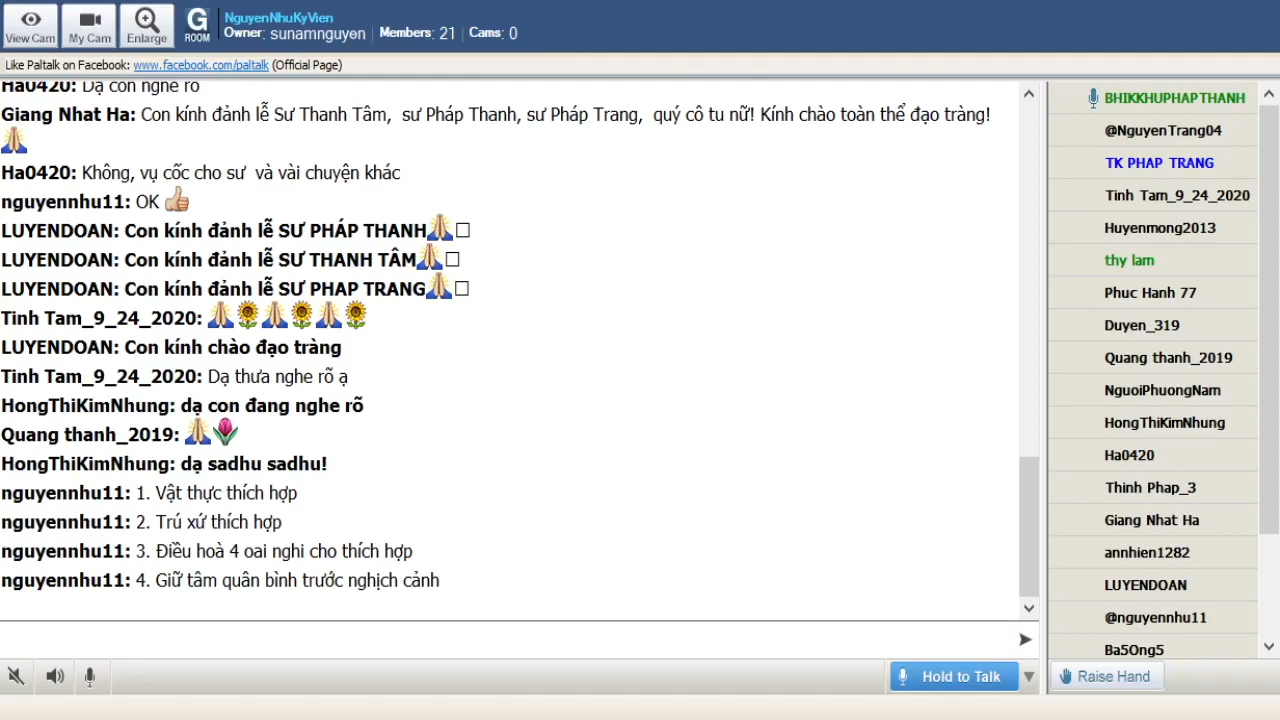 View Cam
My Cam
Enlarge
G
ROOM
NguyenNhuKyVien
Owner: sunamnguyen | Members: 21 | Cams: 0
Like Paltalk on Facebook: www.facebook.com/paltalk (Official Page)
Ha0420: Dạ con nghe rõ
Giang Nhat Ha: Con kính đảnh lễ Sư Thanh Tâm, sư Pháp Thanh, sư Pháp Trang, quý cô tu nữ! Kính chào toàn thể đạo tràng!
🙏
Ha0420: Không, vụ cốc cho sư và vài chuyện khác
nguyennhu11: OK 👍
LUYENDOAN: Con kính đảnh lễ SƯ PHÁP THANH🙏□
LUYENDOAN: Con kính đảnh lễ SƯ THANH TÂM🙏□
LUYENDOAN: Con kính đảnh lễ SƯ PHAP TRANG🙏□
Tinh Tam_9_24_2020: 🙏🌻🙏🌻🙏🌻
LUYENDOAN: Con kính chào đạo tràng
Tinh Tam_9_24_2020: Dạ thưa nghe rõ ạ
HongThiKimNhung: dạ con đang nghe rõ
Quang thanh_2019: 🙏🌷
HongThiKimNhung: dạ sadhu sadhu!
nguyennhu11: 1. Vật thực thích hợp
nguyennhu11: 2. Trú xứ thích hợp
nguyennhu11: 3. Điều hoà 4 oai nghi cho thích hợp
nguyennhu11: 4. Giữ tâm quân bình trước nghịch cảnh
Hold to Talk
BHIKKHUPHAPTHANH
@NguyenTrang04
TK PHAP TRANG
Tinh Tam_9_24_2020
Huyenmong2013
thy lam
Phuc Hanh 77
Duyen_319
Quang thanh_2019
NguoiPhuongNam
HongThiKimNhung
Ha0420
Thinh Phap_3
Giang Nhat Ha
annhien1282
LUYENDOAN
@nguyennhu11
Ba5Ong5
Raise Hand